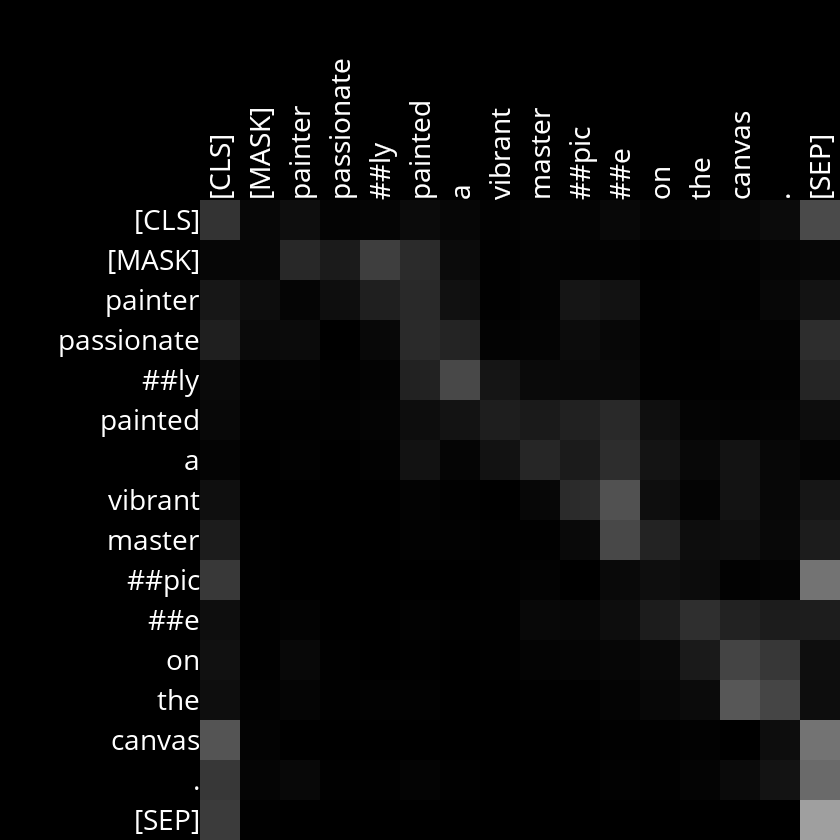 [CLS]
[MASK]
painter
passionate
##ly
painted
a
vibrant
master
##pic
##e
on
the
canvas
.
[SEP]
[CLS]
[MASK]
painter
passionate
##ly
painted
a
vibrant
master
##pic
##e
on
the
canvas
.
[SEP]